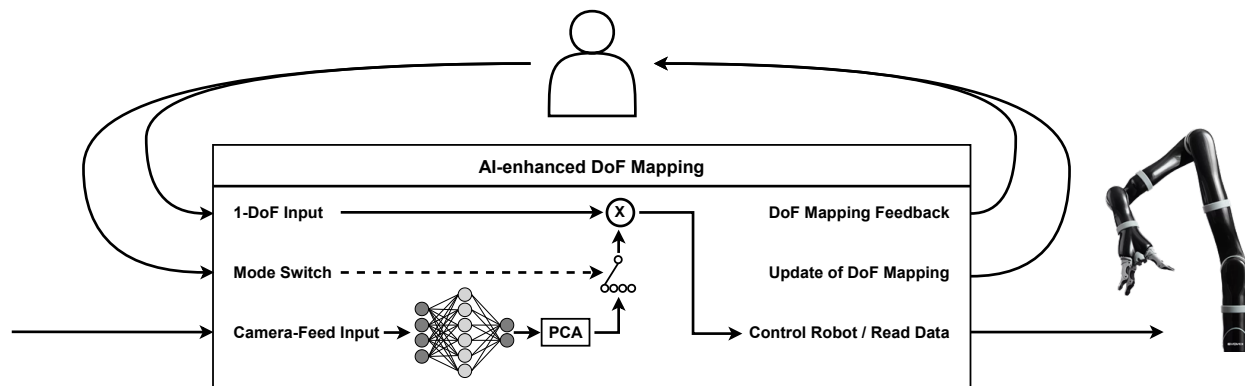 AI-enhanced DoF Mapping
1-DoF Input
X
DoF Mapping Feedback
Mode Switch
Update of DoF Mapping
Camera-Feed Input
PCA
Control Robot / Read Data